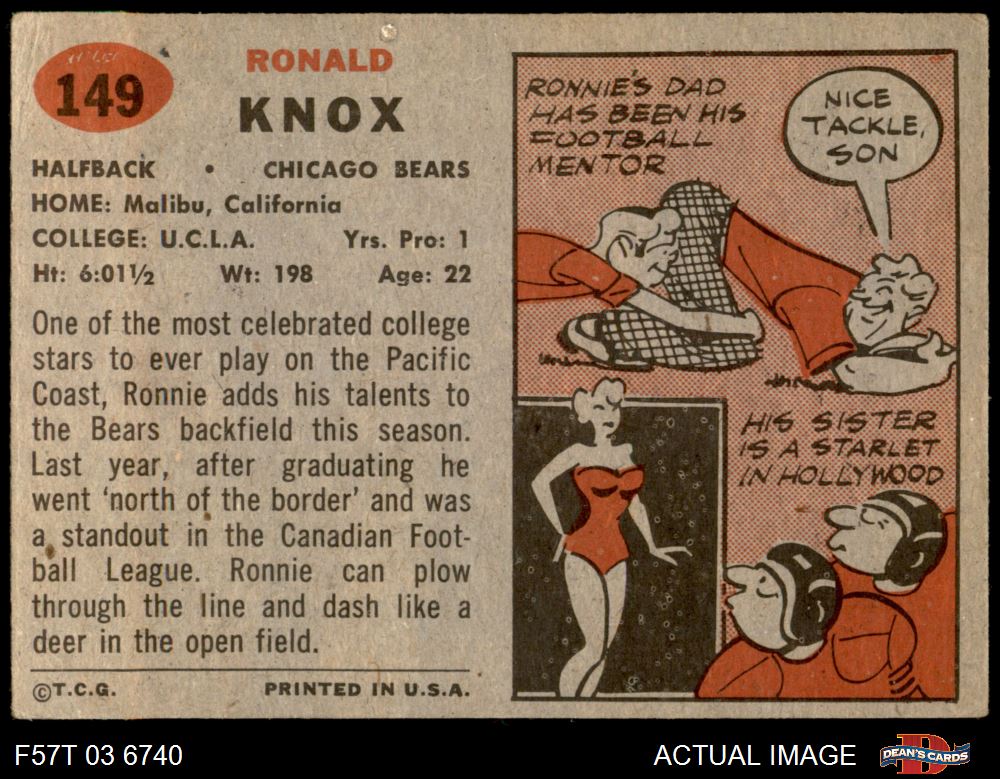 149
RONALD
KNOX
HALFBACK • CHICAGO BEARS
HOME: Malibu, California
COLLEGE: U.C.L.A. Yrs. Pro: 1
Ht: 6:01½ Wt: 198 Age: 22
One of the most celebrated college
stars to ever play on the Pacific
Coast, Ronnie adds his talents to
the Bears backfield this season.
Last year, after graduating he
went ‘north of the border’ and was
a standout in the Canadian Foot-
ball League. Ronnie can plow
through the line and dash like a
deer in the open field.
©T.C.G. PRINTED IN U.S.A.
RONNIE'S DAD
HAS BEEN HIS
FOOTBALL
MENTOR
NICE
TACKLE,
SON
HIS SISTER
IS A STARLET
IN HOLLYWOOD
F57T 03 6740
ACTUAL IMAGE
DEAN'S CARDS